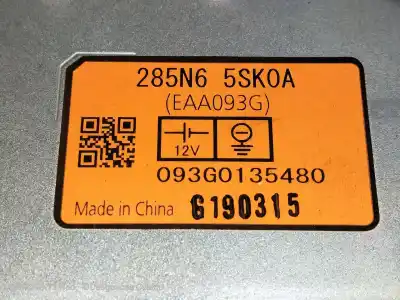 285N6 5SK0A
(EAA093G)
12V
093G0135480
Made in China 6190315